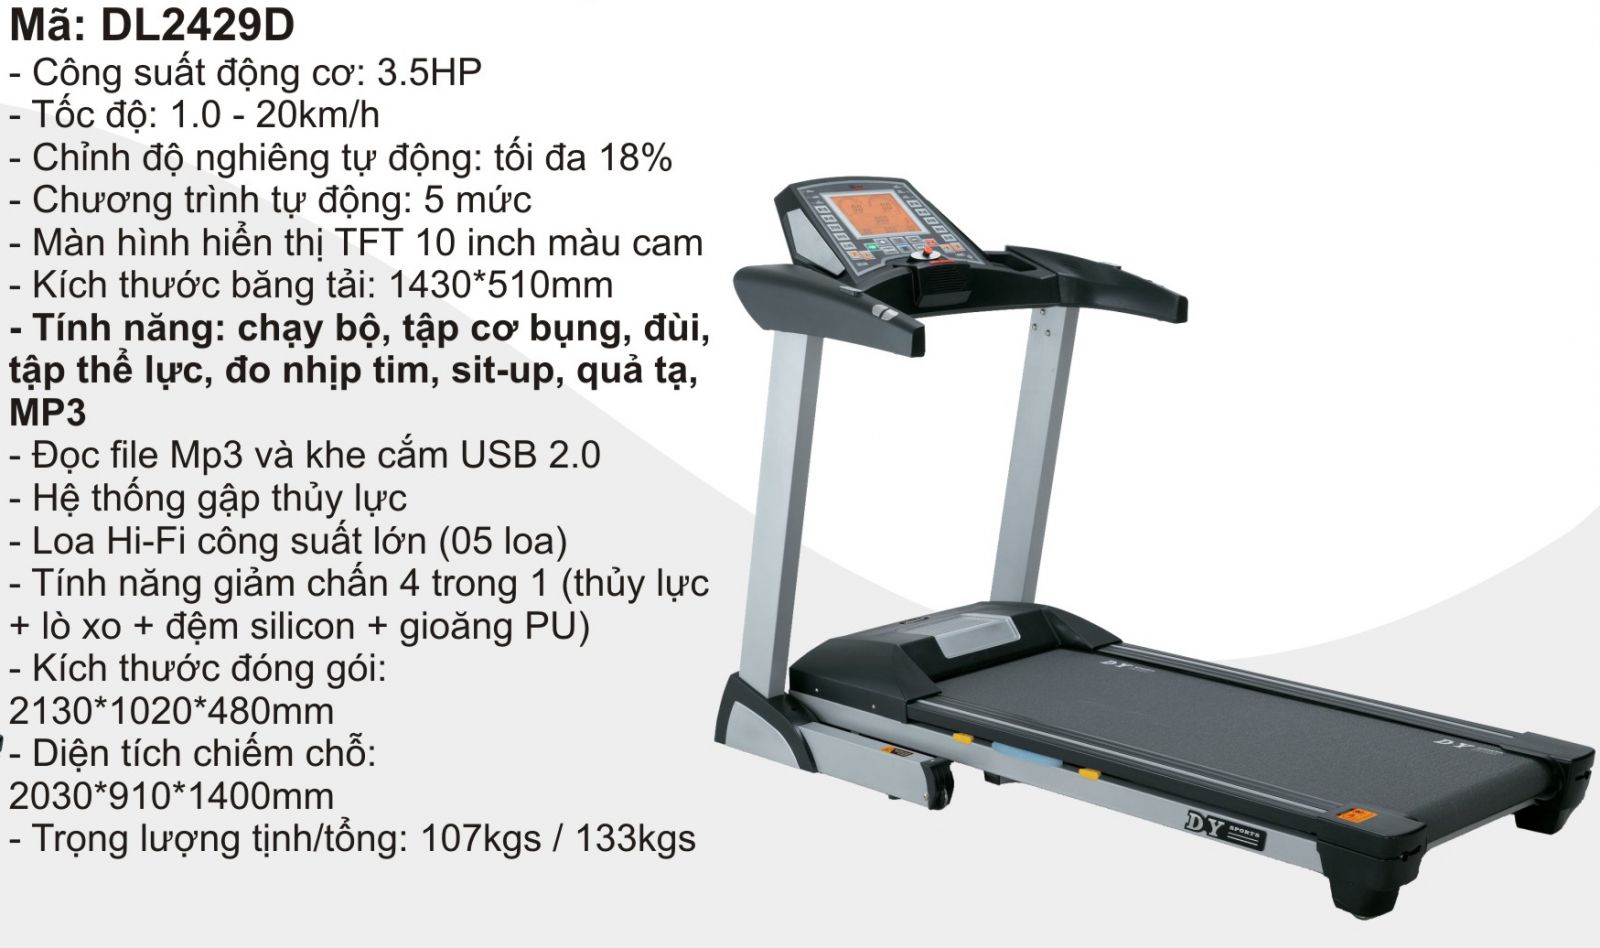 Mã: DL2429D
- Công suất động cơ: 3.5HP
- Tốc độ: 1.0 - 20km/h
- Chỉnh độ nghiêng tự động: tối đa 18%
- Chương trình tự động: 5 mức
- Màn hình hiển thị TFT 10 inch màu cam
- Kích thước băng tải: 1430*510mm
- Tính năng: chạy bộ, tập cơ bụng, đùi,
tập thể lực, đo nhịp tim, sit-up, quả tạ,
MP3
- Đọc file Mp3 và khe cắm USB 2.0
- Hệ thống gập thủy lực
- Loa Hi-Fi công suất lớn (05 loa)
- Tính năng giảm chấn 4 trong 1 (thủy lực
+ lò xo + đệm silicon + gioăng PU)
- Kích thước đóng gói:
2130*1020*480mm
- Diện tích chiếm chỗ:
2030*910*1400mm
- Trọng lượng tịnh/tổng: 107kgs / 133kgs
DY
DY
DY SPORTS